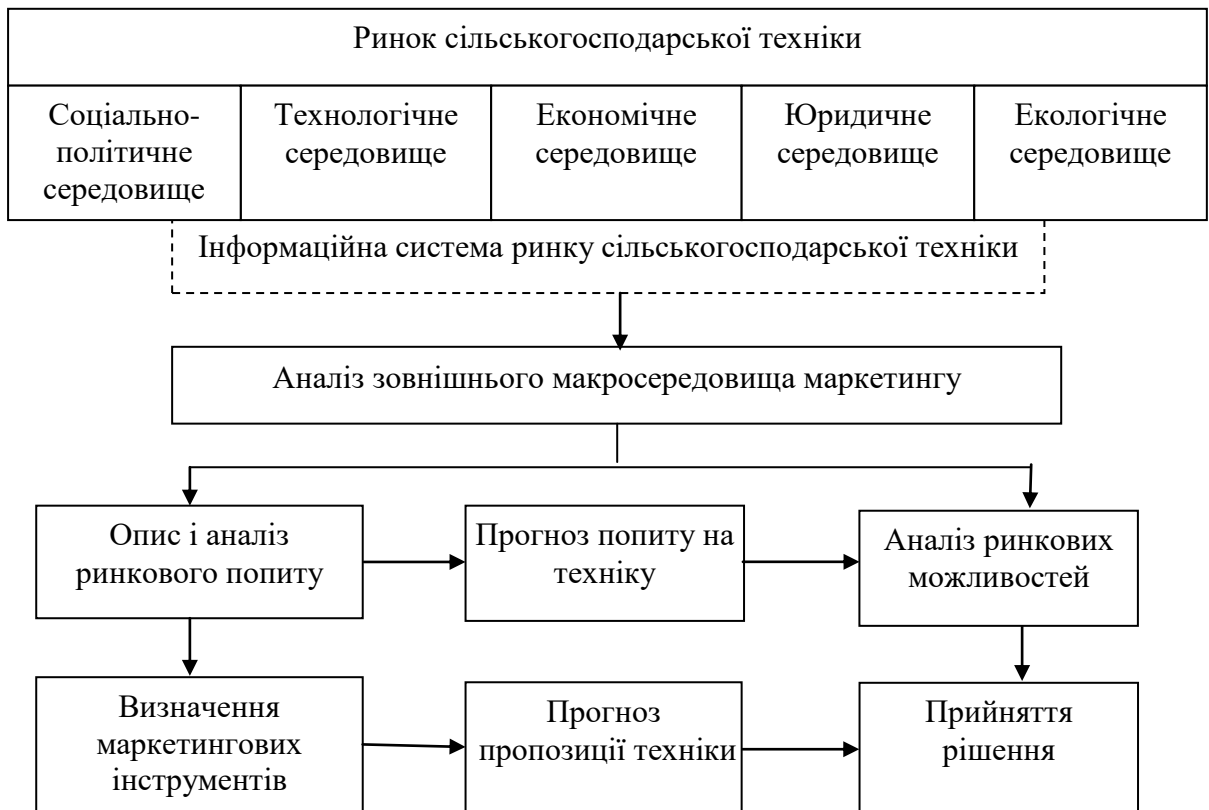 Ринок сільськогосподарської техніки
Соціально-
політичне
середовище
Технологічне
середовище
Економічне
середовище
Юридичне
середовище
Екологічне
середовище
Інформаційна система ринку сільськогосподарської техніки
Аналіз зовнішнього макросередовища маркетингу
Опис і аналіз
ринкового попиту
Прогноз попиту на
техніку
Аналіз ринкових
можливостей
Визначення
маркетингових
інструментів
Прогноз
пропозиції техніки
Прийняття
рішення